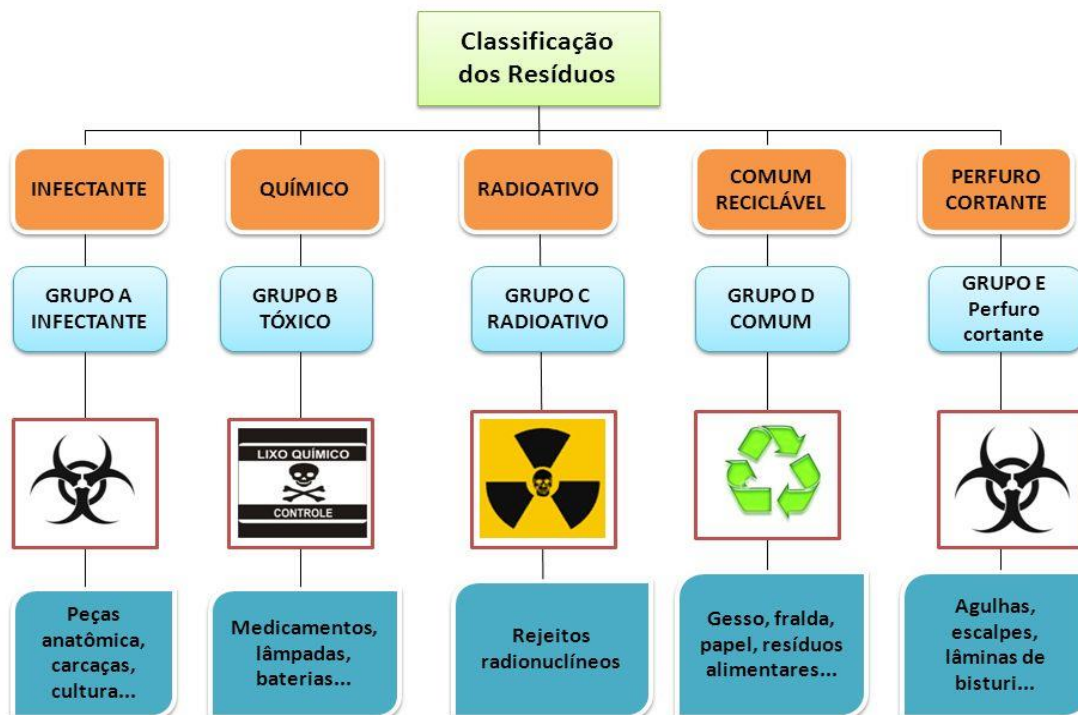 Classificação
dos Resíduos
INFECTANTE
QUÍMICO
RADIOATIVO
COMUM
RECICLÁVEL
PERFURO
CORTANTE
GRUPO A
INFECTANTE
GRUPO B
TÓXICO
GRUPO C
RADIOATIVO
GRUPO D
COMUM
GRUPO E
Perfuro
cortante
LIXO QUÍMICO
CONTROLE
Peças
anatômica,
carcaças,
cultura...
Medicamentos,
lâmpadas,
baterias...
Rejeitos
radionuclíneos
Gesso, fralda,
papel, resíduos
alimentares...
Agulhas,
escalpes,
lâminas de
bisturi...